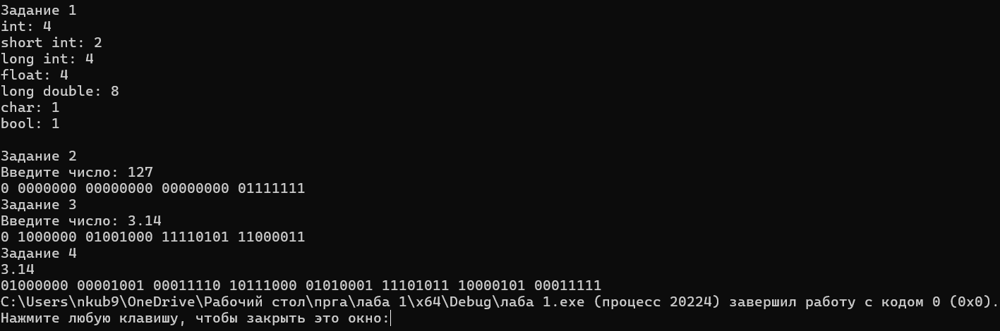 Задание 1
int: 4
short int: 2
long int: 4
float: 4
long double: 8
char: 1
bool: 1
Задание 2
Введите число: 127
0 0000000 00000000 00000000 01111111
Задание 3
Введите число: 3.14
0 1000000 01001000 11110101 11000011
Задание 4
3.14
01000000 00001001 00011110 10111000 01010001 11101011 10000101 00011111
C:\Users\nkub9\OneDrive\Рабочий стол\прга\лаба 1\x64\Debug\лаба 1.exe (процесс 20224) завершил работу с кодом 0 (0x0).
Нажмите любую клавишу, чтобы закрыть это окно: